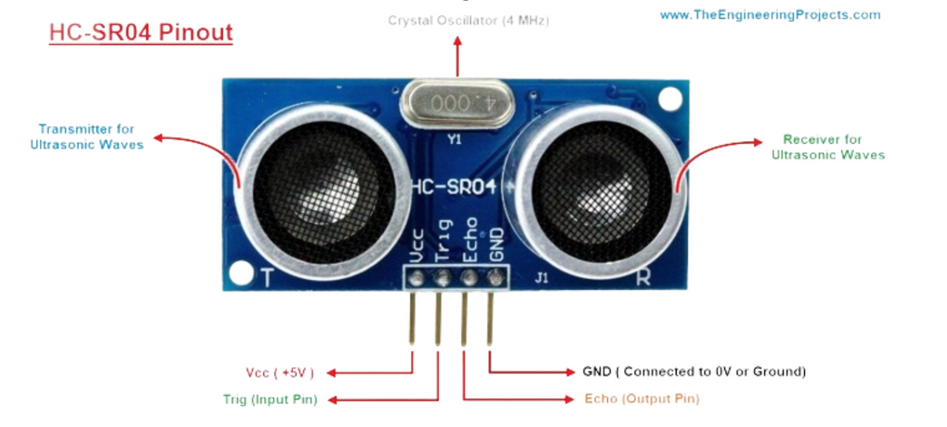 Crystal Oscillator (4 MHz)
www.TheEngineeringProjects.com
HC-SR04 Pinout
4.000
Y1
Transmitter for
Ultrasonic Waves
Receiver for
Ultrasonic Waves
HC-SR04
Vcc
Trig
Echo
GND
T
J1
R
Vcc ( +5V )
GND ( Connected to 0V or Ground)
Trig (Input Pin)
Echo (Output Pin)